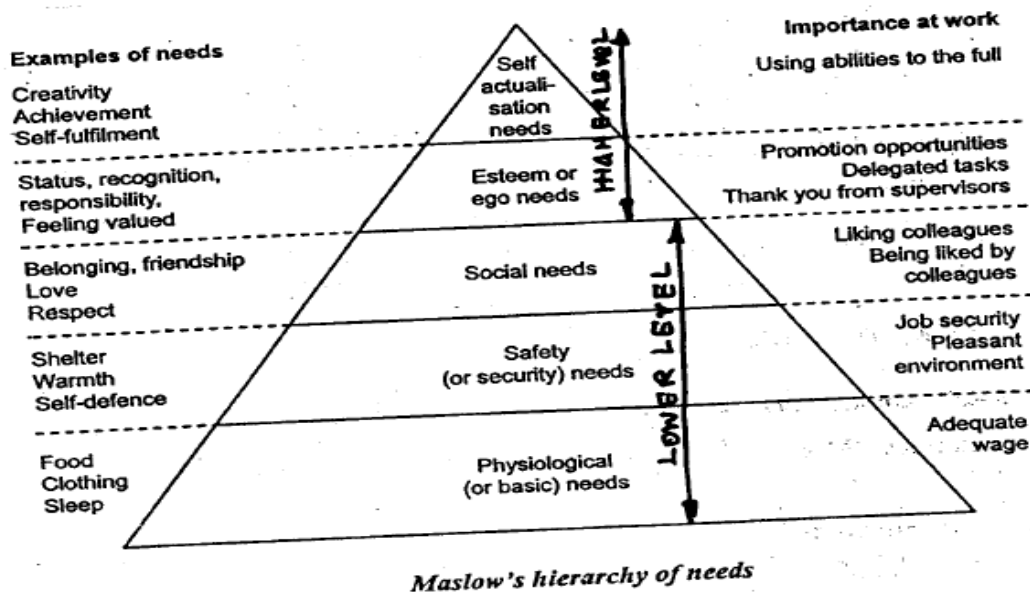 Examples of needs
Creativity
Achievement
Self-fulfilment
Self
actuali-
sation
needs
HIGHER LEVEL
Importance at work
Using abilities to the full
Status, recognition,
responsibility,
Feeling valued
Esteem or
ego needs
Promotion opportunities
Delegated tasks
Thank you from supervisors
Belonging, friendship
Love
Respect
Social needs
LOWER LEVEL
Liking colleagues
Being liked by
colleagues
Shelter
Warmth
Self-defence
Safety
(or security) needs
Job security
Pleasant
environment
Food
Clothing
Sleep
Physiological
(or basic) needs
Adequate
wage
Maslow's hierarchy of needs